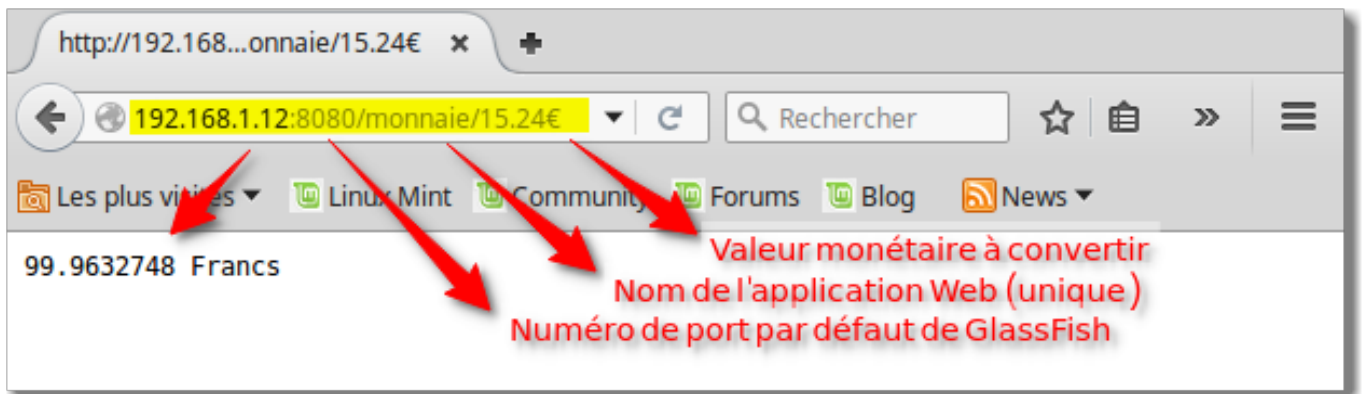 http://192.168...onnaie/15.24€
192.168.1.12:8080/monnaie/15.24€
Rechercher
Les plus visités
Linux Mint
Community
Forums
Blog
News
99.9632748 Francs
Valeur monétaire à convertir
Nom de l'application Web (unique)
Numéro de port par défaut de GlassFish